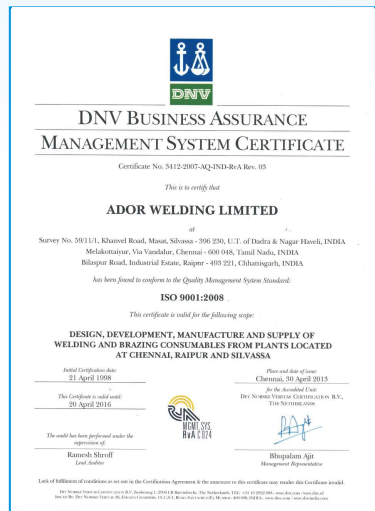 DNV
DNV BUSINESS ASSURANCE
MANAGEMENT SYSTEM CERTIFICATE
Certificate No. 3412-2007-AQ-IND-RvA Rev. 03
This is to certify that
ADOR WELDING LIMITED
at
Survey No. 59/11/1, Khanvel Road, Masat, Silvassa - 396 230, U.T. of Dadra & Nagar Haveli, INDIA
Melakottaiyur, Via Vandalur, Chennai - 600 048, Tamil Nadu, INDIA
Bilaspur Road, Industrial Estate, Raipur - 493 221, Chhatisgarh, INDIA
has been found to conform to the Quality Management System Standard:
ISO 9001:2008
This certificate is valid for the following scope:
DESIGN, DEVELOPMENT, MANUFACTURE AND SUPPLY OF
WELDING AND BRAZING CONSUMABLES FROM PLANTS LOCATED
AT CHENNAI, RAIPUR AND SILVASSA
Initial Certification date:
21 April 1998
Place and date of issue:
Chennai, 30 April 2013
This Certificate is valid until:
20 April 2016
for the Accredited Unit:
DET NORSKE VERITAS CERTIFICATION B.V.,
THE NETHERLANDS
MGMT. SYS.
RvA C 024
The audit has been performed under the
supervision of:
Ramesh Shroff
Lead Auditor
Bhupalam Ajit
Management Representative
Lack of fulfilment of conditions as set out in the Certification Agreement & the annexure to this certificate may render this Certificate invalid.